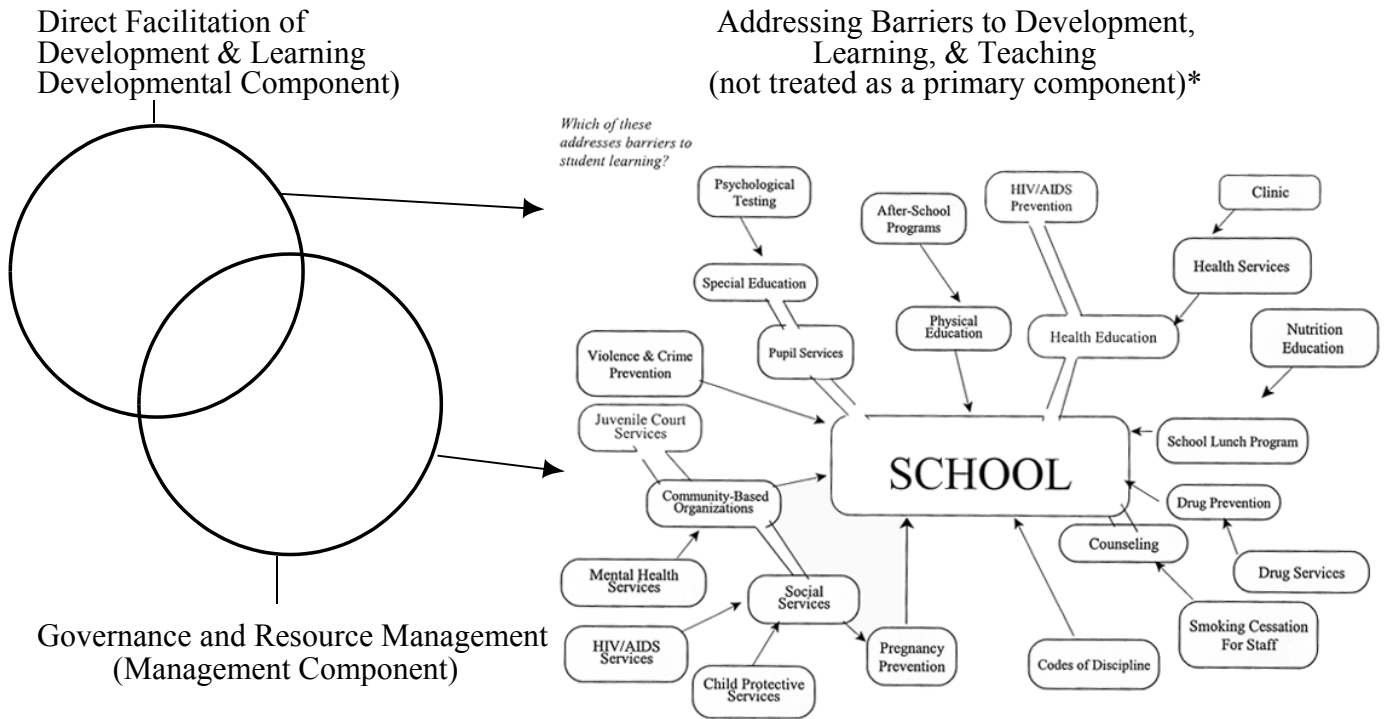 Direct Facilitation of
Development & Learning
Developmental Component)
Addressing Barriers to Development,
Learning, & Teaching
(not treated as a primary component)*
Which of these
addresses barriers to
student learning?
Psychological
Testing
After-School
Programs
HIV/AIDS
Prevention
Clinic
Health Services
Special Education
Physical
Education
Health Education
Nutrition
Education
Pupil Services
Violence & Crime
Prevention
Juvenile Court
Services
School Lunch Program
SCHOOL
Community-Based
Organizations
Drug Prevention
Counseling
Mental Health
Services
Social
Services
Drug Services
HIV/AIDS
Services
Pregnancy
Prevention
Smoking Cessation
For Staff
Codes of Discipline
Child Protective
Services
Governance and Resource Management
(Management Component)